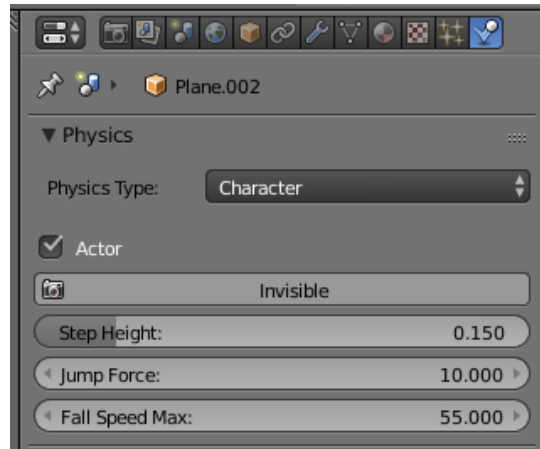 Plane.002
Physics
Physics Type: Character
Actor
Invisible
Step Height: 0.150
Jump Force: 10.000
Fall Speed Max: 55.000